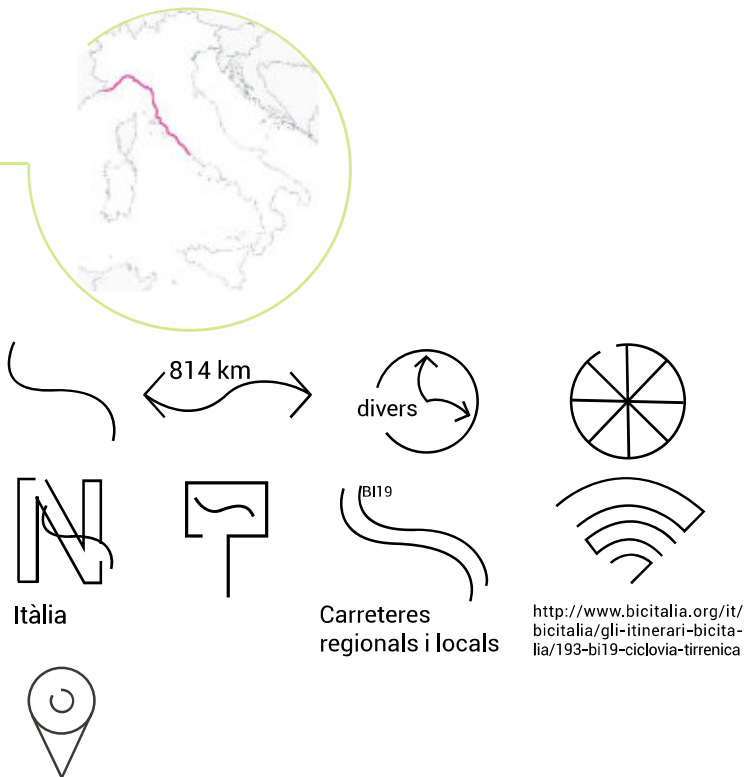 814 km
divers
BI19
Itàlia
Carreteres
regionals i locals
http://www.bicitalia.org/it/
bicitalia/gli-itinerari-bicita-
lia/193-bi19-ciclovia-tirrenica